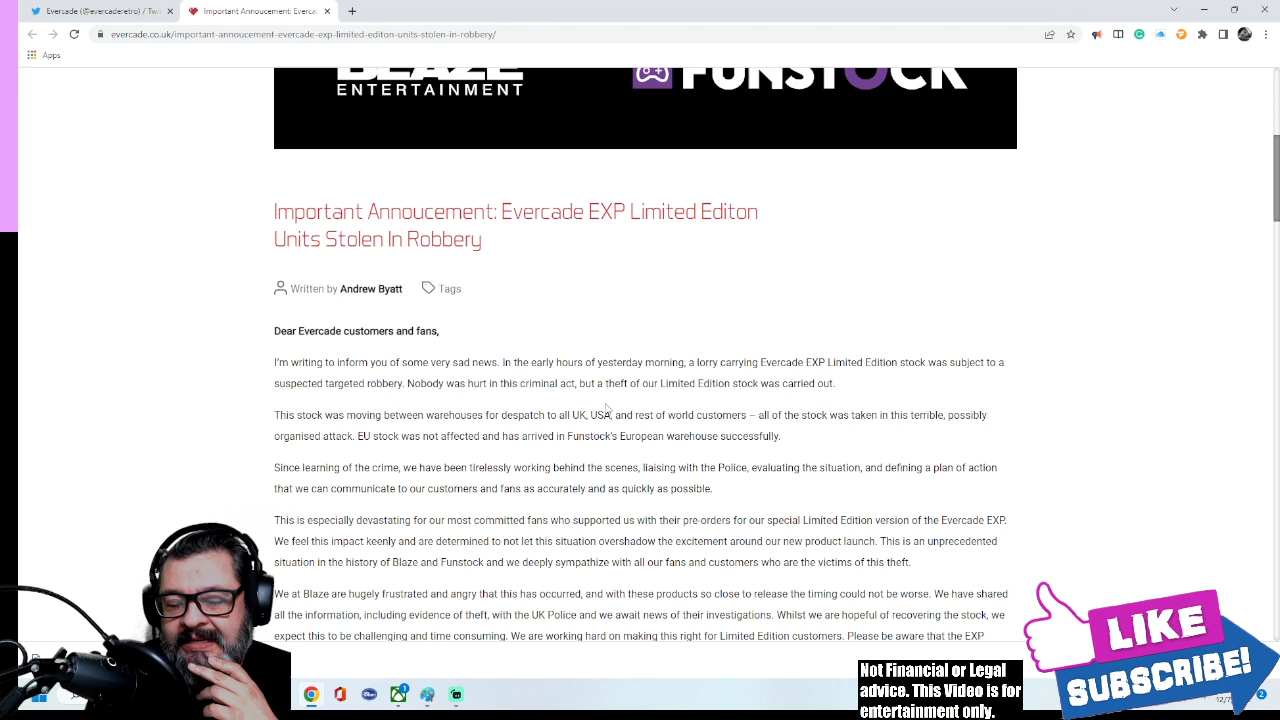 Evercade (@evercaderetro) / Twi
Important Annoucement: Everca
evercade.co.uk/important-annoucement-evercade-exp-limited-editon-units-stolen-in-robbery/
Apps
BLAZE
ENTERTAINMENT
FUNSTOCK
Important Annoucement: Evercade EXP Limited Editon
Units Stolen In Robbery
Written by Andrew Byatt Tags
Dear Evercade customers and fans,
I'm writing to inform you of some very sad news. In the early hours of yesterday morning, a lorry carrying Evercade EXP Limited Edition stock was subject to a
suspected targeted robbery. Nobody was hurt in this criminal act, but a theft of our Limited Edition stock was carried out.
This stock was moving between warehouses for despatch to all UK, USA, and rest of world customers – all of the stock was taken in this terrible, possibly
organised attack. EU stock was not affected and has arrived in Funstock's European warehouse successfully.
Since learning of the crime, we have been tirelessly working behind the scenes, liaising with the Police, evaluating the situation, and defining a plan of action
that we can communicate to our customers and fans as accurately and as quickly as possible.
This is especially devastating for our most committed fans who supported us with their pre-orders for our special Limited Edition version of the Evercade EXP.
We feel this impact keenly and are determined to not let this situation overshadow the excitement around our new product launch. This is an unprecedented
situation in the history of Blaze and Funstock and we deeply sympathize with all our fans and customers who are the victims of this theft.
We at Blaze are hugely frustrated and angry that this has occurred, and with these products so close to release the timing could not be worse. We have shared
all the information, including evidence of theft, with the UK Police and we await news of their investigations. Whilst we are hopeful of recovering the stock, we
expect this to be challenging and time consuming. We are working hard on making this right for Limited Edition customers. Please be aware that the EXP
LIKE
SUBSCRIBE!
Not Financial or Legal
advice. This Video is for
entertainment only.